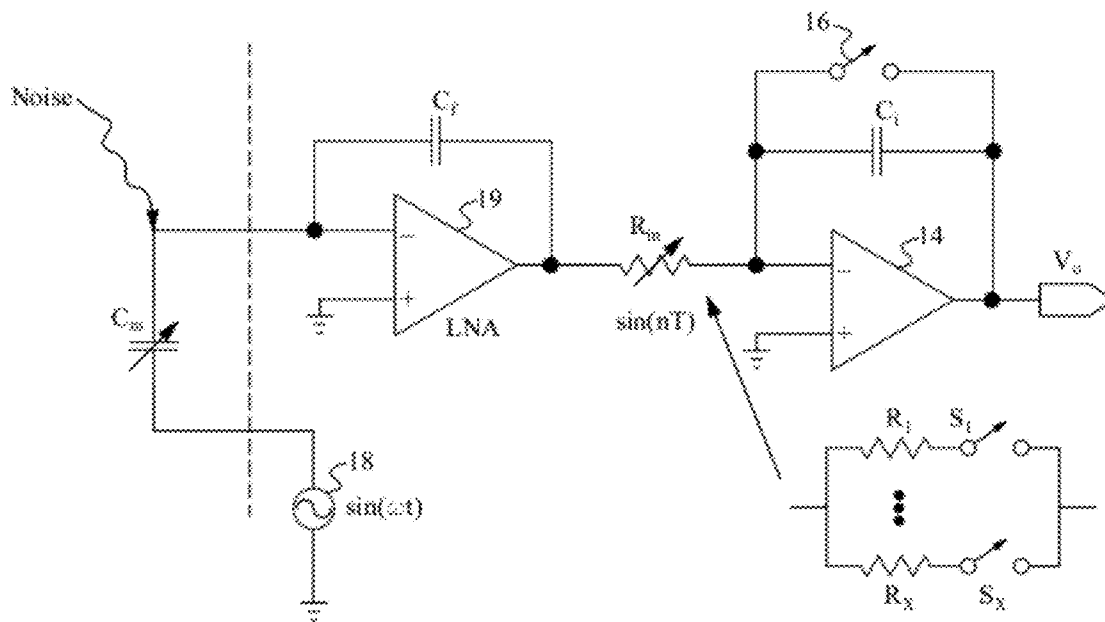 16
Noise
Cf
Ci
19
Rm
14
Vo
Cm
LNA
sin(nT)
R1
S1
18
sin(ωt)
RX
SX